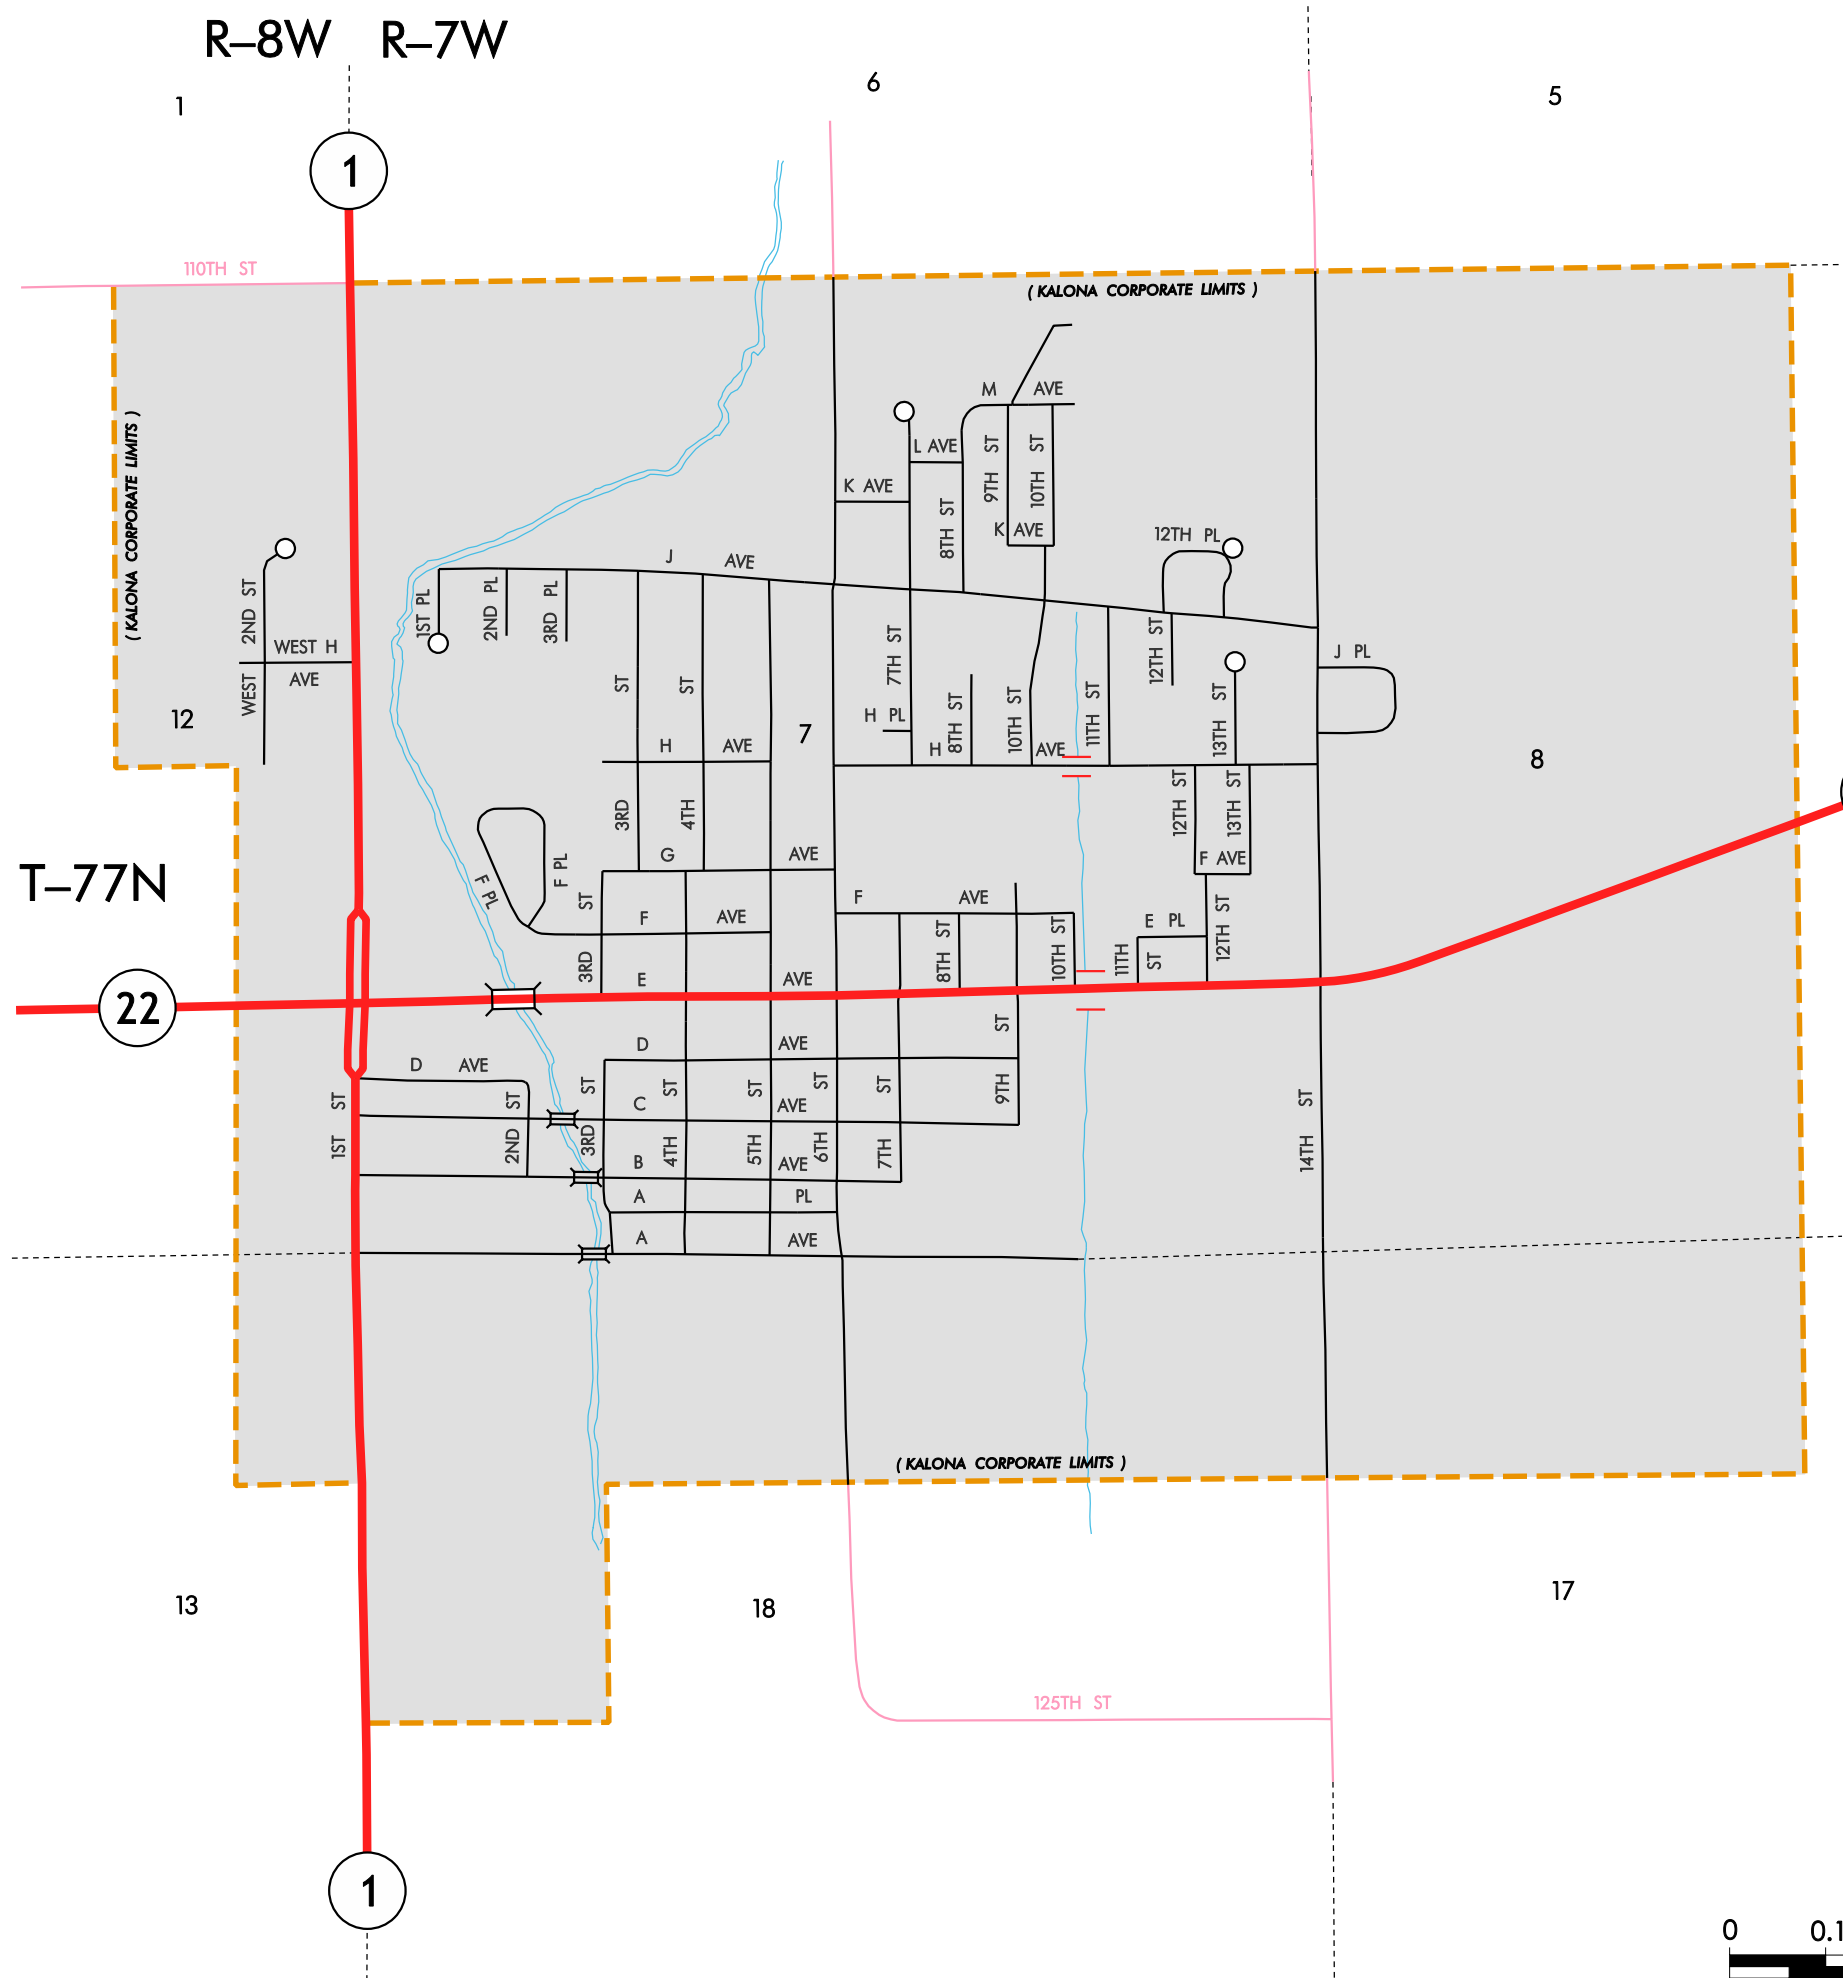 R–8W R–7W
1
6
5
1
110TH ST
( KALONA CORPORATE LIMITS )
( KALONA CORPORATE LIMITS )
M AVE
L AVE
9TH ST
10TH ST
K AVE
8TH ST
K AVE
12TH PL
J AVE
WEST 2ND ST
1ST PL
2ND PL
3RD PL
WEST H AVE
7TH ST
12TH ST
J PL
3RD ST
4TH ST
12
7
H PL
8TH ST
10TH ST
11TH ST
13TH ST
H AVE
H AVE
8
12TH ST
13TH ST
G AVE
F AVE
T–77N
F PL
F PL
3RD ST
F AVE
F AVE
E PL
12TH ST
8TH ST
10TH ST
11TH ST
E AVE
22
9TH ST
D AVE
D AVE
1ST ST
2ND ST
3RD ST
4TH ST
5TH ST
6TH ST
7TH ST
14TH ST
C AVE
B AVE
A PL
A AVE
( KALONA CORPORATE LIMITS )
13
18
17
125TH ST
1
0 0.1